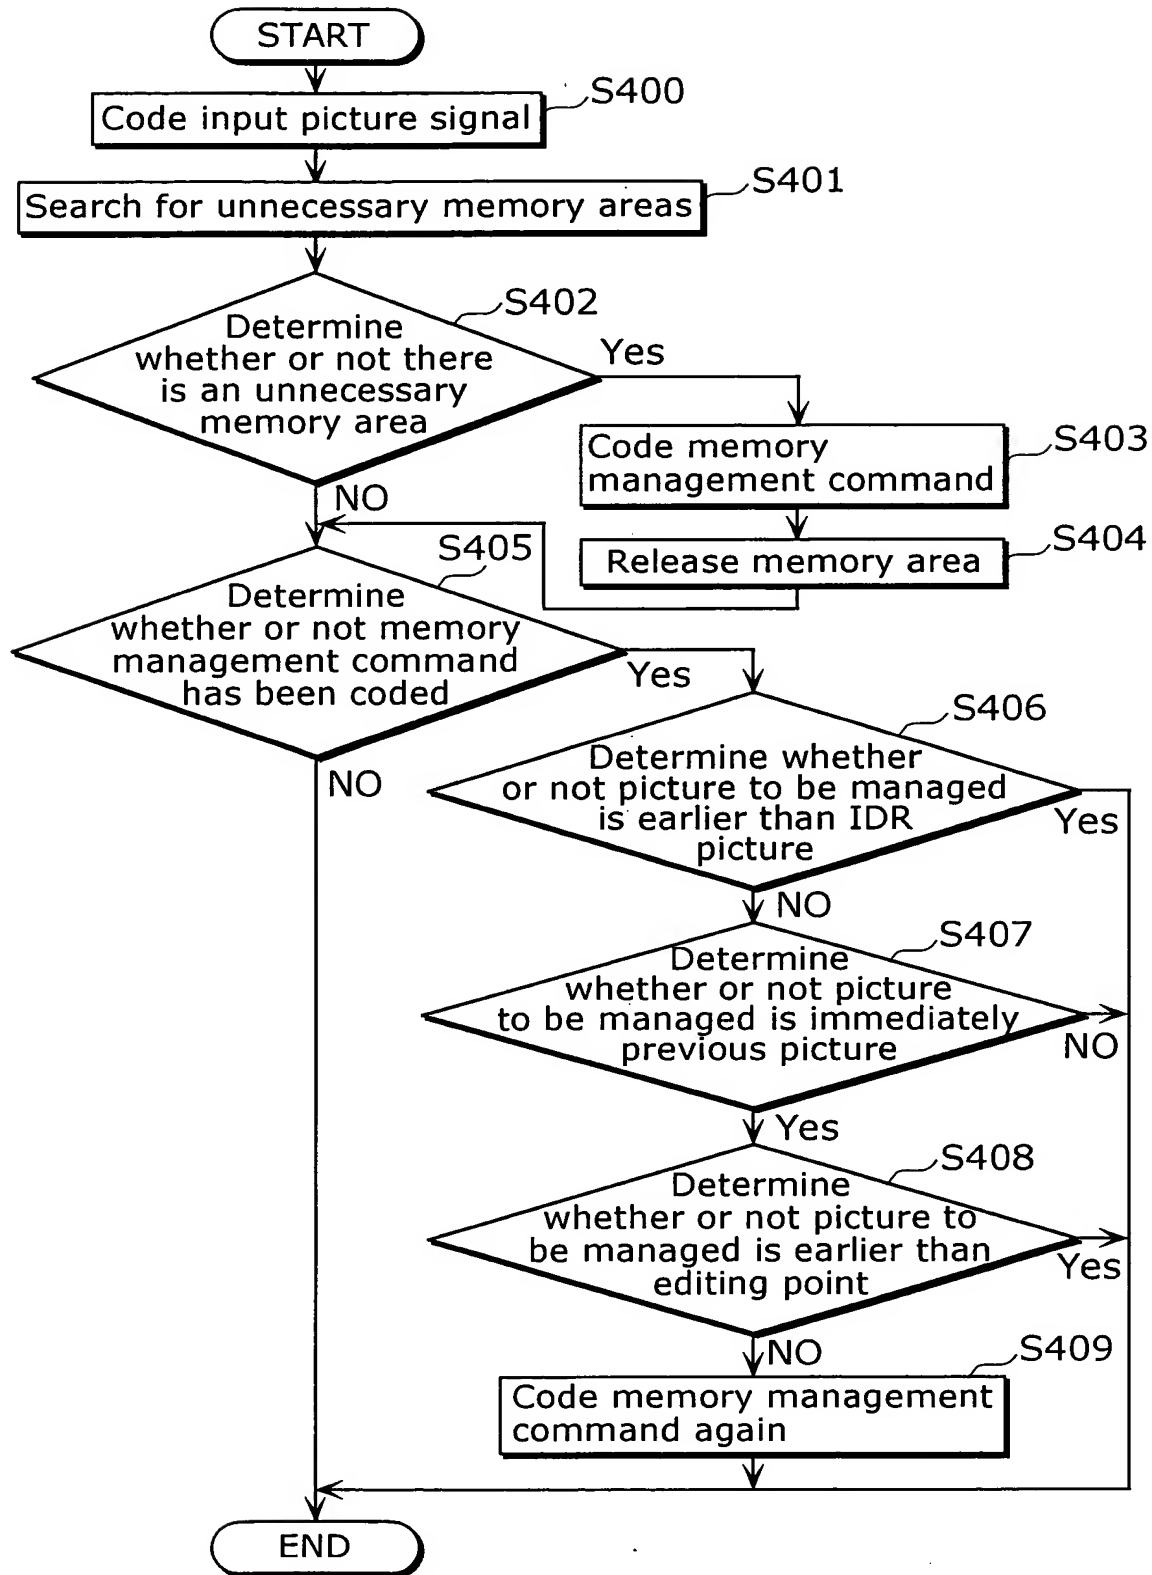 START
S400
Code input picture signal
S401
Search for unnecessary memory areas
S402
Determine
whether or not there
is an unnecessary
memory area
Yes
NO
S403
Code memory
management command
S404
Release memory area
S405
Determine
whether or not memory
management command
has been coded
Yes
NO
S406
Determine whether
or not picture to be managed
is earlier than IDR
picture
Yes
NO
S407
Determine
whether or not picture
to be managed is immediately
previous picture
NO
Yes
S408
Determine
whether or not picture to
be managed is earlier than
editing point
Yes
NO
S409
Code memory management
command again
END